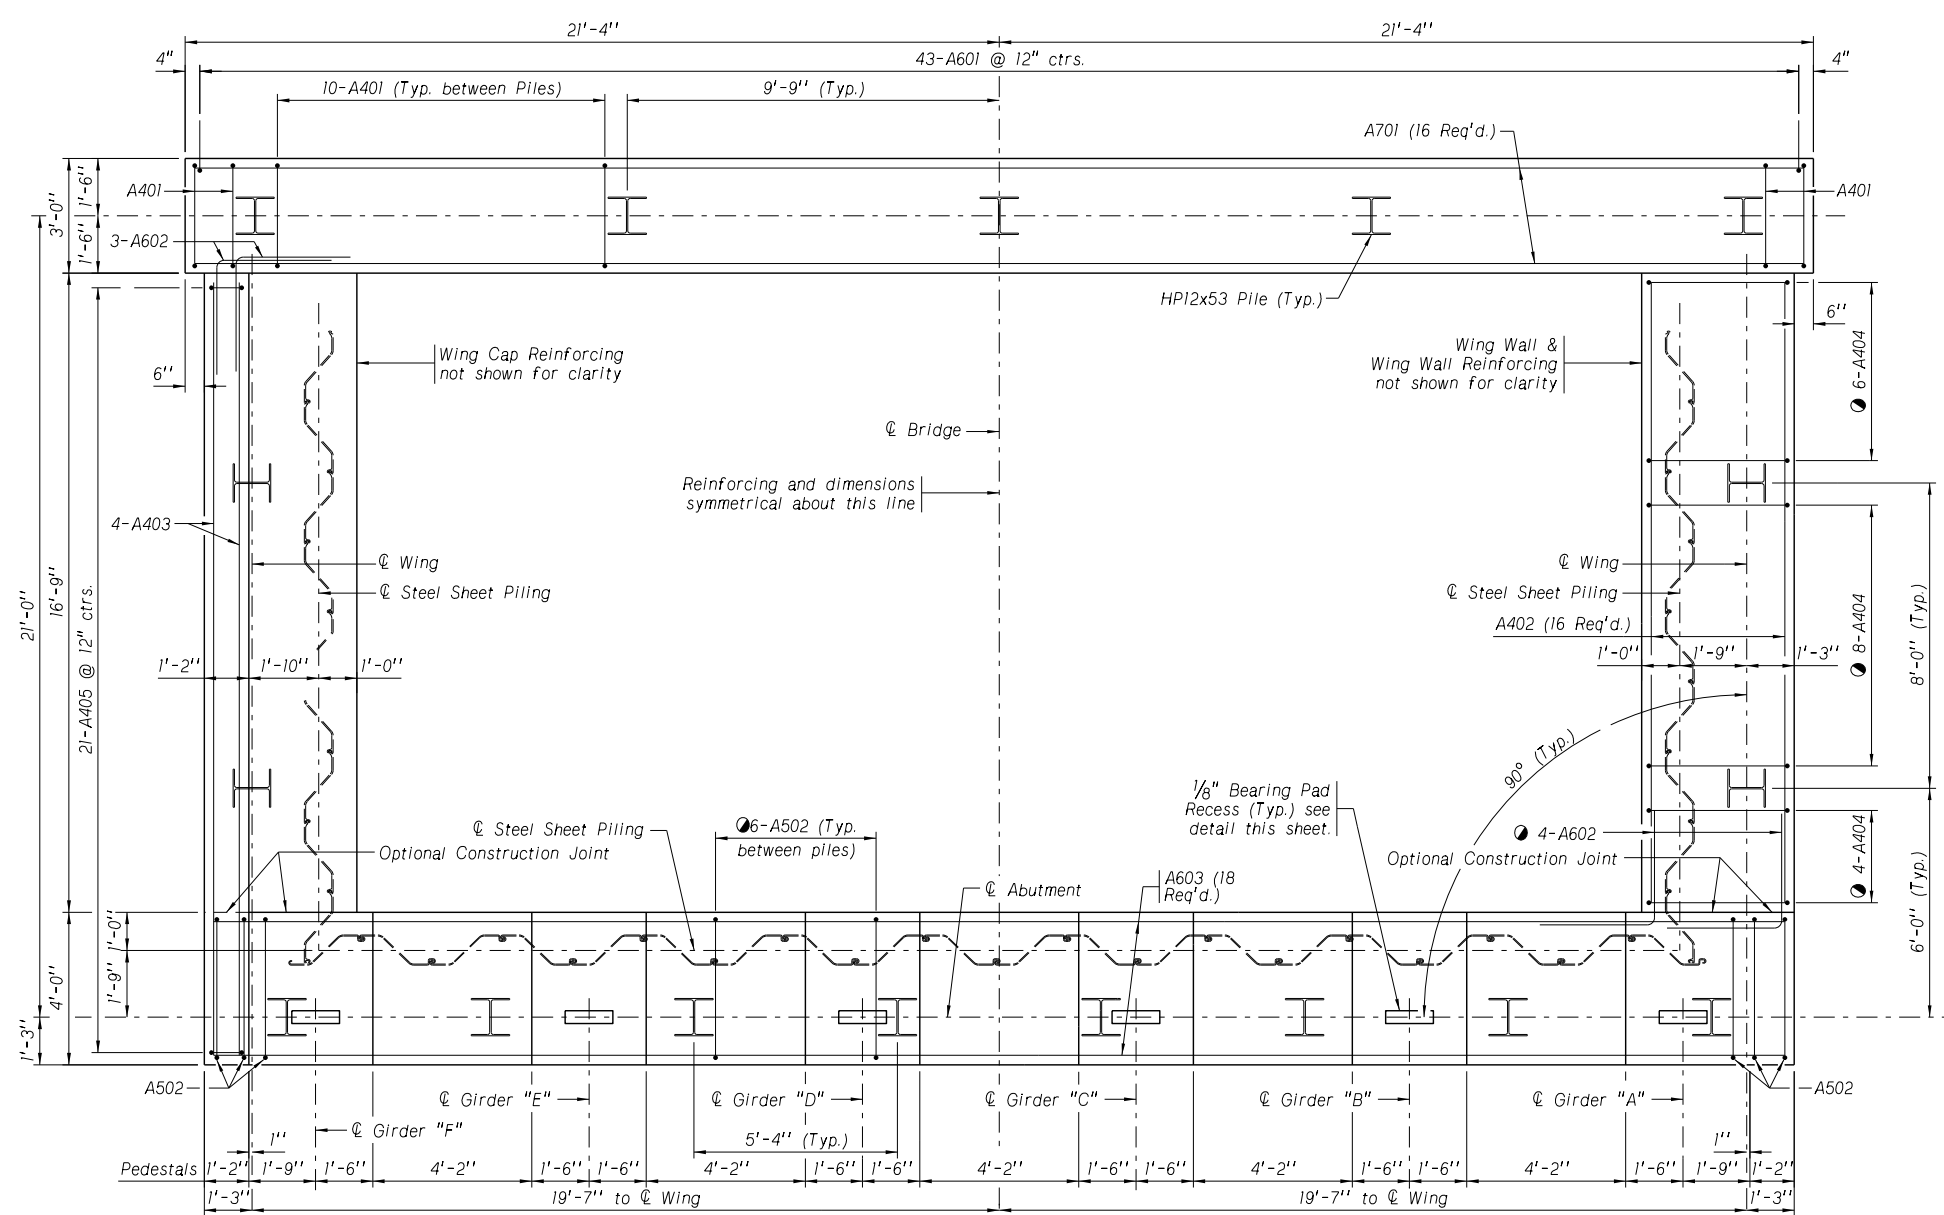 21'-4"
21'-4"
4"
43-A601 @ 12" ctrs.
4"
10-A401 (Typ. between Piles)
9'-9" (Typ.)
A701 (16 Req'd.)
3'-0"
1'-6"
1'-6"
A401
A401
3-A602
HP12x53 Pile (Typ.)
6"
6"
Wing Cap Reinforcing
not shown for clarity
Wing Wall &
Wing Wall Reinforcing
not shown for clarity
6-A404
℄ Bridge
Reinforcing and dimensions
symmetrical about this line
4-A403
℄ Wing
℄ Steel Sheet Piling
℄ Wing
℄ Steel Sheet Piling
A402 (16 Req'd.)
21'-0"
16'-9"
21-A405 @ 12" ctrs.
1'-2"
1'-10"
1'-0"
1'-0"
1'-9"
1'-3"
8-A404
8'-0" (Typ.)
90° (Typ.)
1/8" Bearing Pad
Recess (Typ.) see
detail this sheet.
℄ Steel Sheet Piling
6-A502 (Typ.
between piles)
Optional Construction Joint
4-A602
Optional Construction Joint
4-A404
6'-0" (Typ.)
℄ Abutment
A603 (18
Req'd.)
1'-0"
1'-9"
4'-0"
1'-3"
A502
A502
℄ Girder "E"
℄ Girder "D"
℄ Girder "C"
℄ Girder "B"
℄ Girder "A"
℄ Girder "F"
1"
5'-4" (Typ.)
1"
Pedestals 1'-2" 1'-9" 1'-6" 4'-2" 1'-6" 1'-6" 4'-2" 1'-6" 1'-6" 4'-2" 1'-6" 1'-6" 4'-2" 1'-6" 1'-6" 4'-2" 1'-6" 1'-9" 1'-2"
1'-3" 19'-7" to ℄ Wing 19'-7" to ℄ Wing 1'-3"